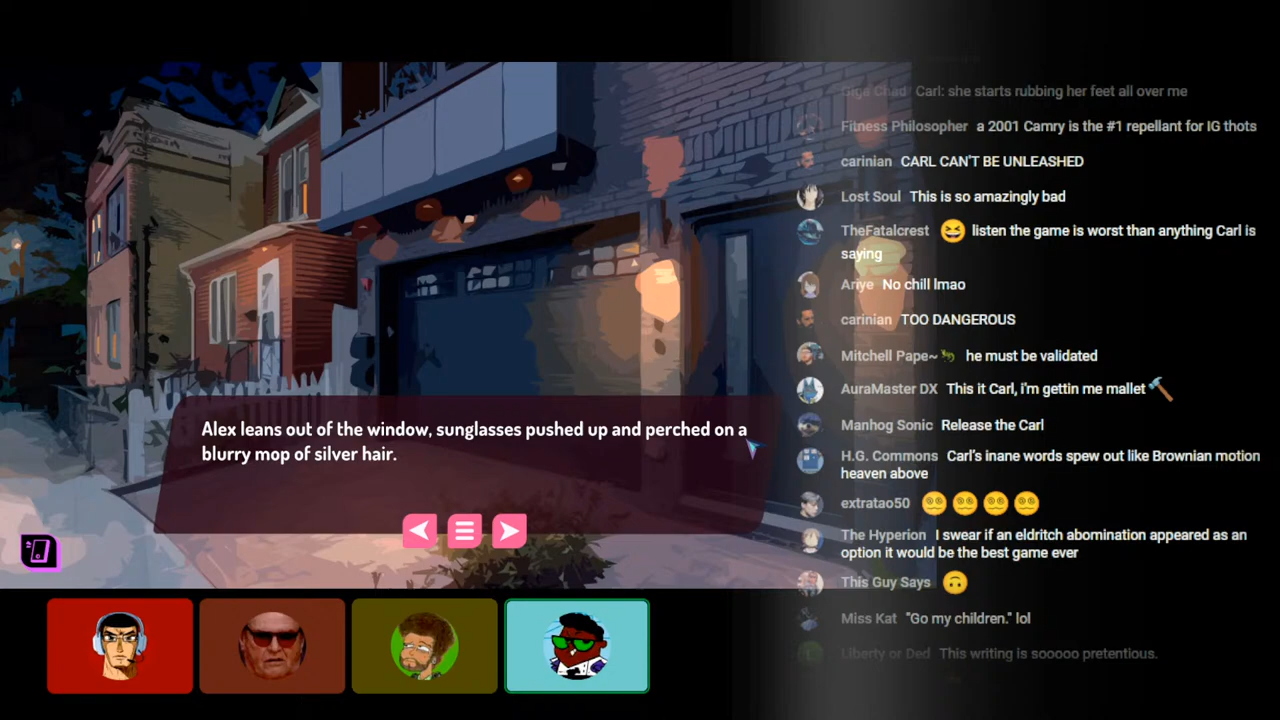 Giga Chad Carl: she starts rubbing her feet all over me
Fitness Philosopher a 2001 Camry is the #1 repellant for IG thots
carinian CARL CAN'T BE UNLEASHED
Lost Soul This is so amazingly bad
TheFatalcrest 😆 listen the game is worst than anything Carl is
saying
Ariye No chill lmao
carinian TOO DANGEROUS
Mitchell Pape~🦖 he must be validated
AuraMaster DX This it Carl, i'm gettin me mallet🔨
Manhog Sonic Release the Carl
H.G. Commons Carl's inane words spew out like Brownian motion
heaven above
extratao50 😵‍💫 😵‍💫 😵‍💫 😵‍💫
The Hyperion I swear if an eldritch abomination appeared as an
option it would be the best game ever
This Guy Says 🙃
Miss Kat "Go my children." lol
Liberty or Ded This writing is sooooo pretentious.
Alex leans out of the window, sunglasses pushed up and perched on a
blurry mop of silver hair.